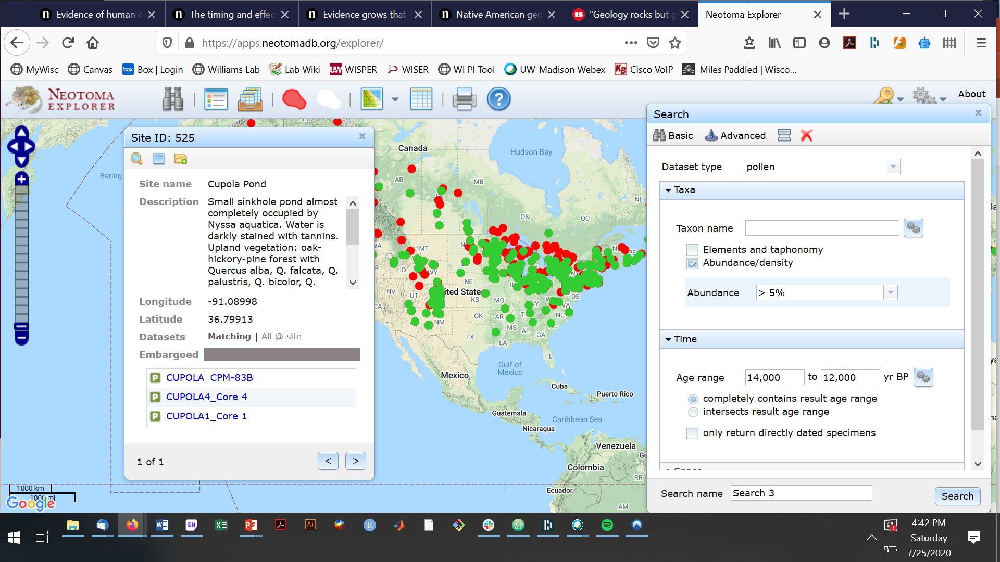 Evidence of human o
The timing and effec
Evidence grows that
Native American gen
"Geology rocks but g
Neotoma Explorer
https://apps.neotomadb.org/explorer/
MyWisc
Canvas
box Box | Login
Williams Lab
Lab Wiki
WISPER
WISER
WI PI Tool
UW-Madison Webex
KB Cisco VoIP
Miles Paddled | Wisco...
NEOTOMA
EXPLORER
About
Site ID: 525
Site name Cupola Pond
Description Small sinkhole pond almost
completely occupied by
Nyssa aquatica. Water is
darkly stained with tannins.
Upland vegetation: oak-
hickory-pine forest with
Quercus alba, Q. falcata, Q.
palustris, Q. bicolor, Q.
Longitude -91.08998
Latitude 36.79913
Datasets Matching | All @ site
Embargoed
P CUPOLA_CPM-83B
P CUPOLA4_Core 4
P CUPOLA1_Core 1
1 of 1 < >
Search
Basic Advanced
Dataset type pollen
Taxa
Taxon name
Elements and taphonomy
Abundance/density
Abundance > 5%
Time
Age range 14,000 to 12,000 yr BP
completely contains result age range
intersects result age range
only return directly dated specimens
Space
Search name Search 3 Search
Bering
Canada
Hudson Bay
AB
MB
NL
ON
QC
MT
PE
ID
WY
NE
NV
UT
KS
MO
KY
VA
DE
OK
AR
NC
NM
MS
AL
GA
TX
LA
FL
Gulf of
Mexico
Mexico
Cuba
Puerto Rico
Guatemala
Caribbean Sea
Nicaragua
Venezuela
Colombia
RR
Ecuador
AM
1000 km
1000 mi
Google
4:42 PM
Saturday
7/25/2020